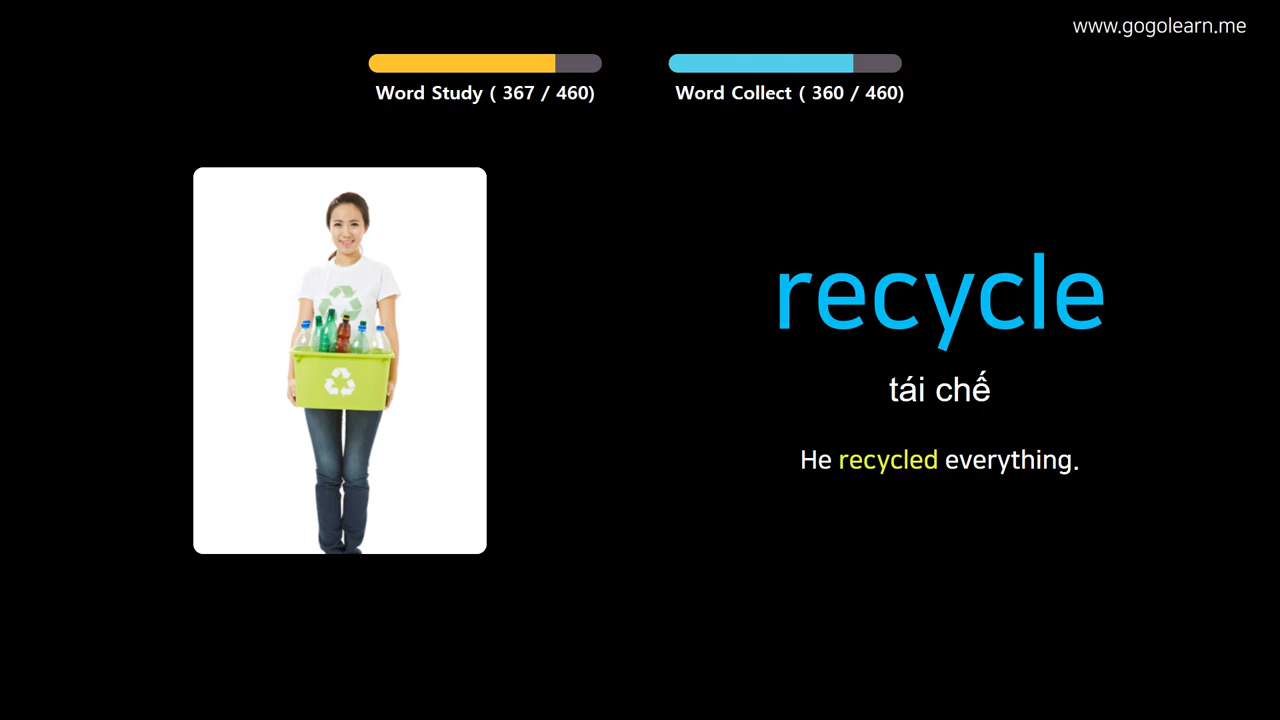 www.gogolearn.me
Word Study ( 367 / 460)
Word Collect ( 360 / 460)
recycle
tái chế
He recycled everything.